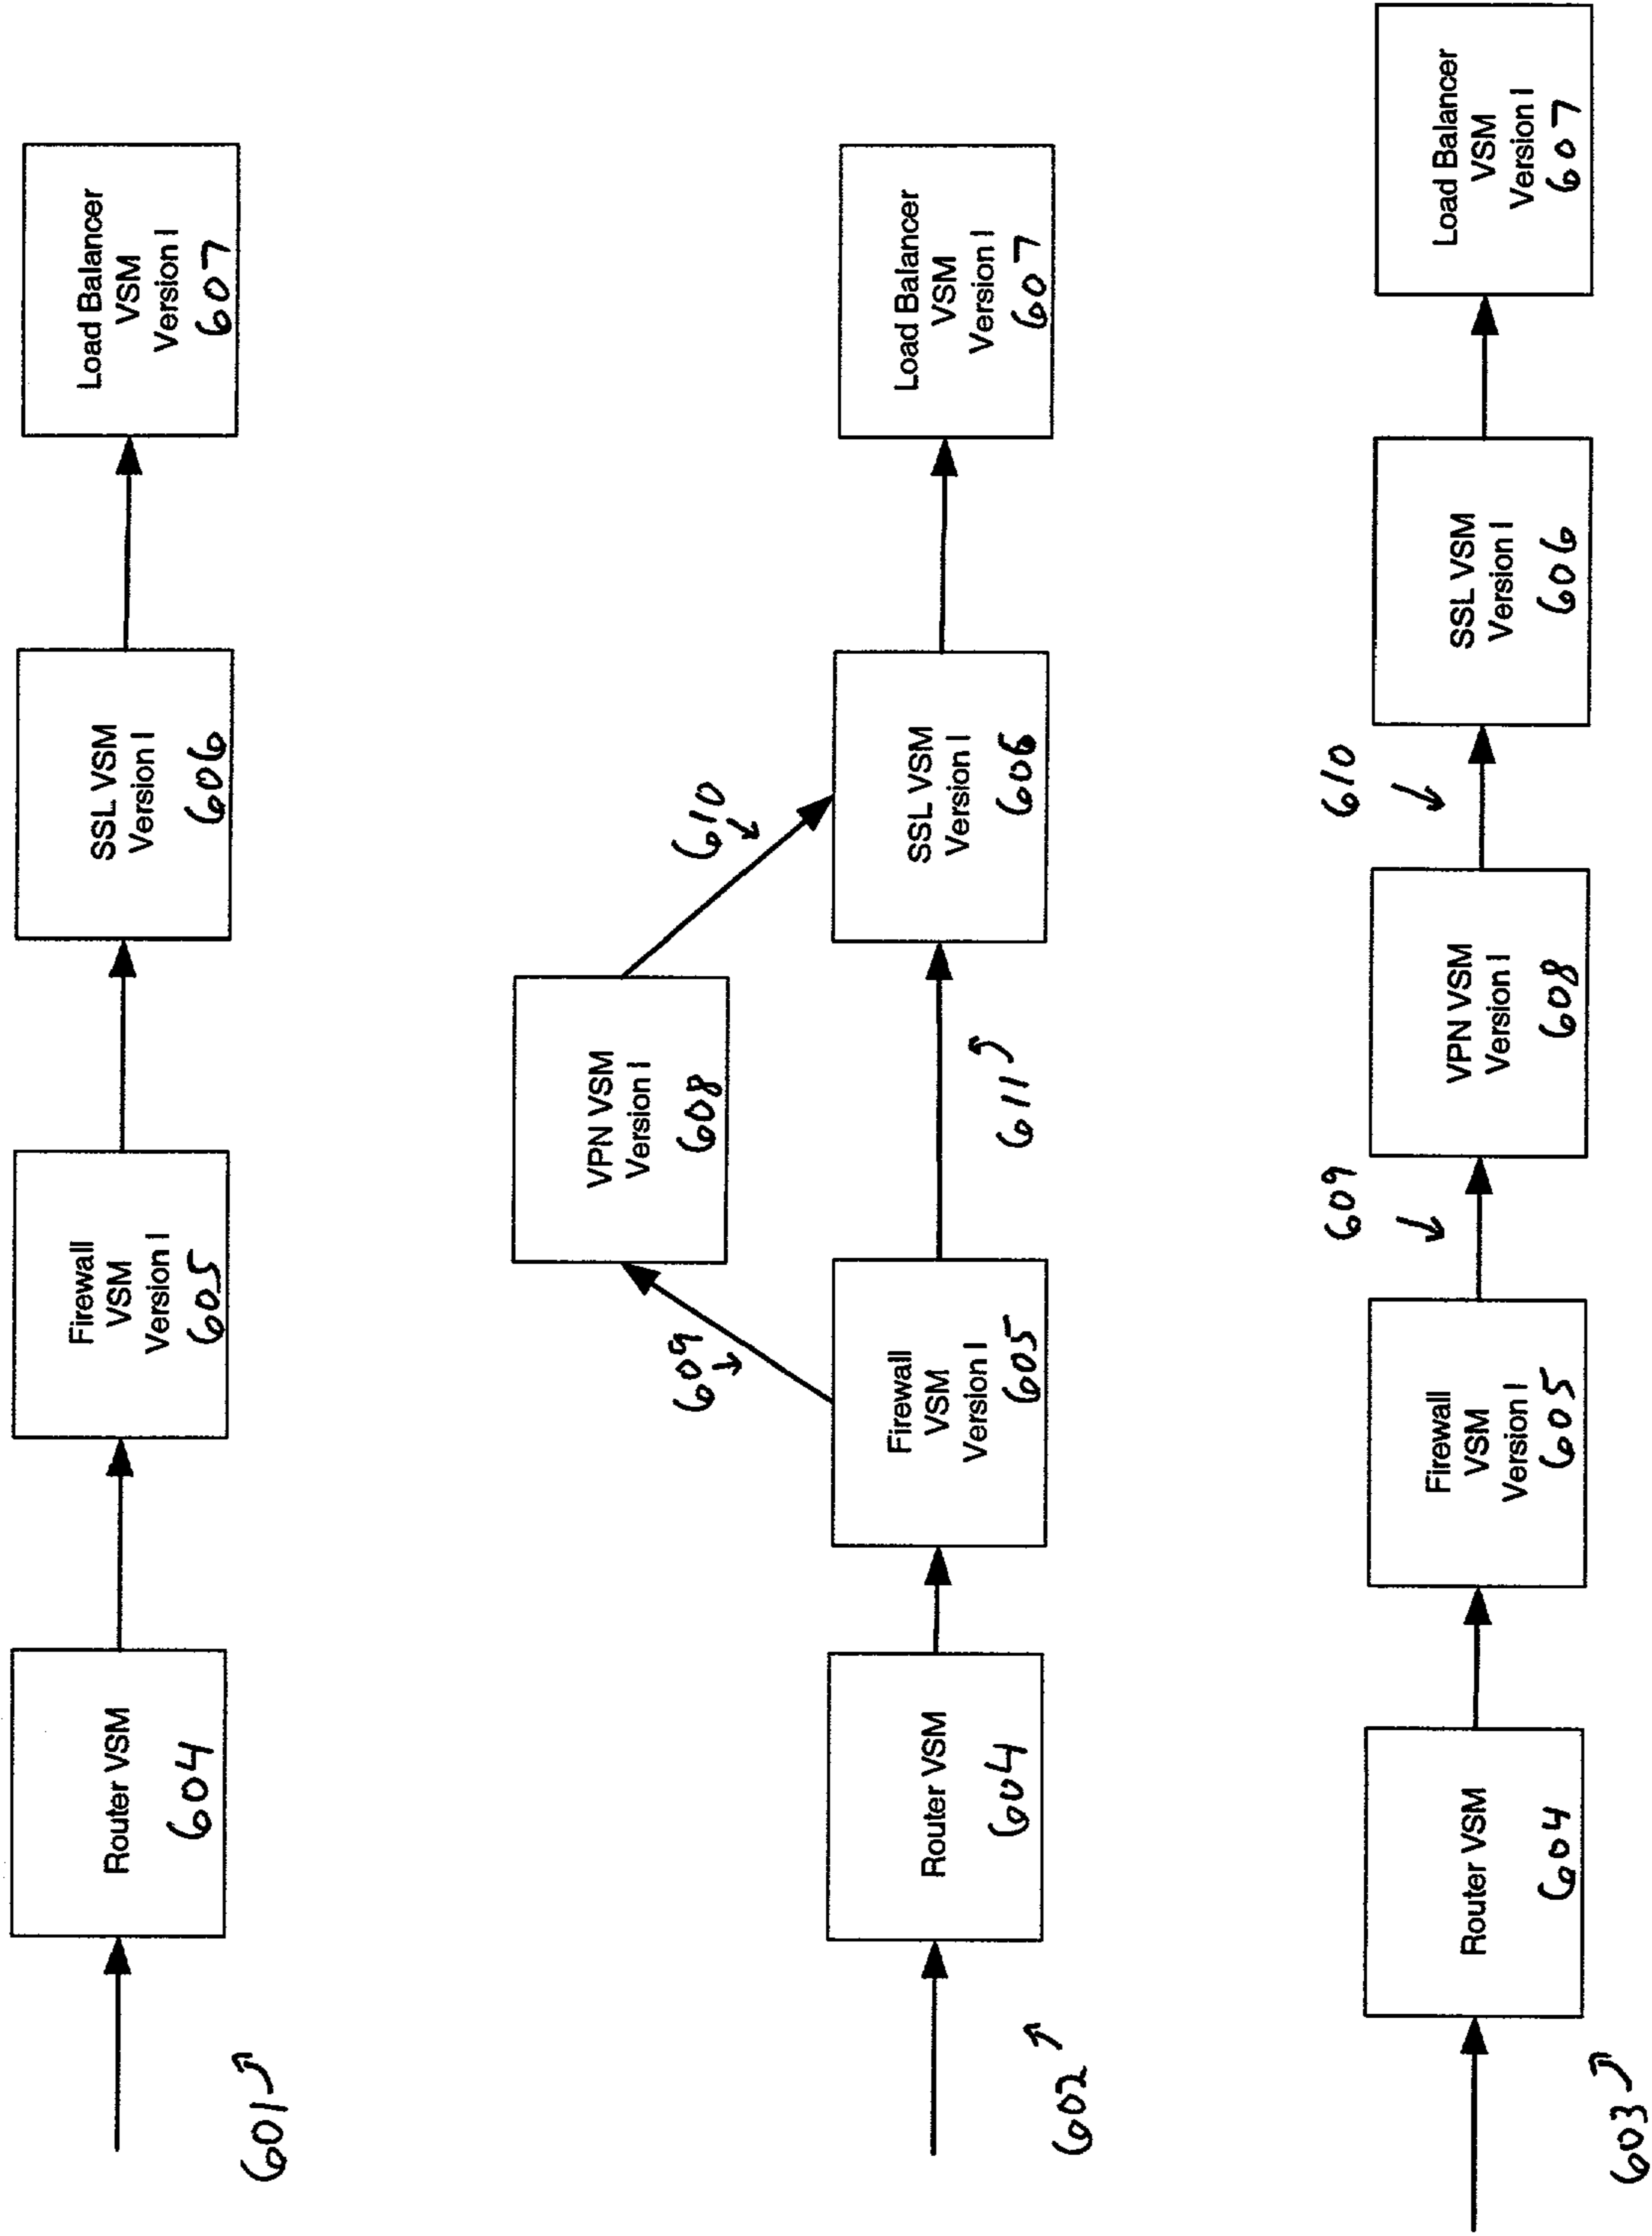 Router VSM
604
Firewall
VSM
Version I
605
SSL VSM
Version I
606
Load Balancer
VSM
Version I
607
601
Router VSM
604
Firewall
VSM
Version I
605
609
VPN VSM
Version I
608
610
611
SSL VSM
Version I
606
Load Balancer
VSM
Version I
607
602
Router VSM
604
Firewall
VSM
Version I
605
609
VPN VSM
Version I
608
610
SSL VSM
Version I
606
Load Balancer
VSM
Version I
607
603